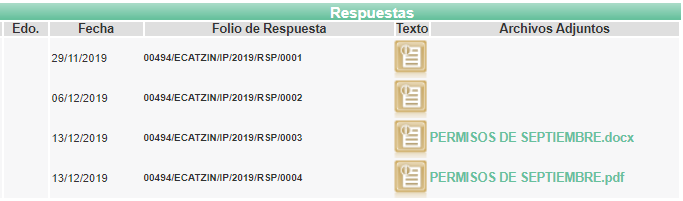 Respuestas
Edo. Fecha Folio de Respuesta Texto Archivos Adjuntos
29/11/2019 00494/ECATZIN/IP/2019/RSP/0001
06/12/2019 00494/ECATZIN/IP/2019/RSP/0002
13/12/2019 00494/ECATZIN/IP/2019/RSP/0003 PERMISOS DE SEPTIEMBRE.docx
13/12/2019 00494/ECATZIN/IP/2019/RSP/0004 PERMISOS DE SEPTIEMBRE.pdf